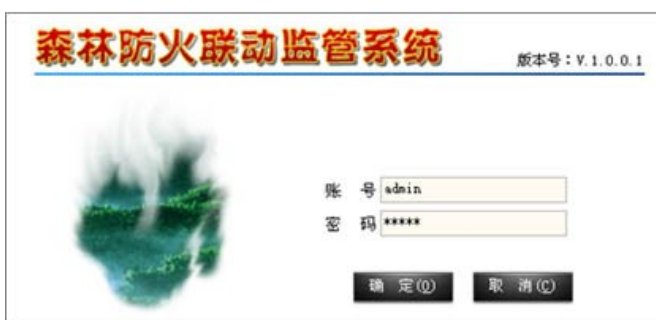 森林防火联动监管系统
版本号：V.1.0.0.1
账 号 admin
密 码 *****
确 定(O) 取 消(C)